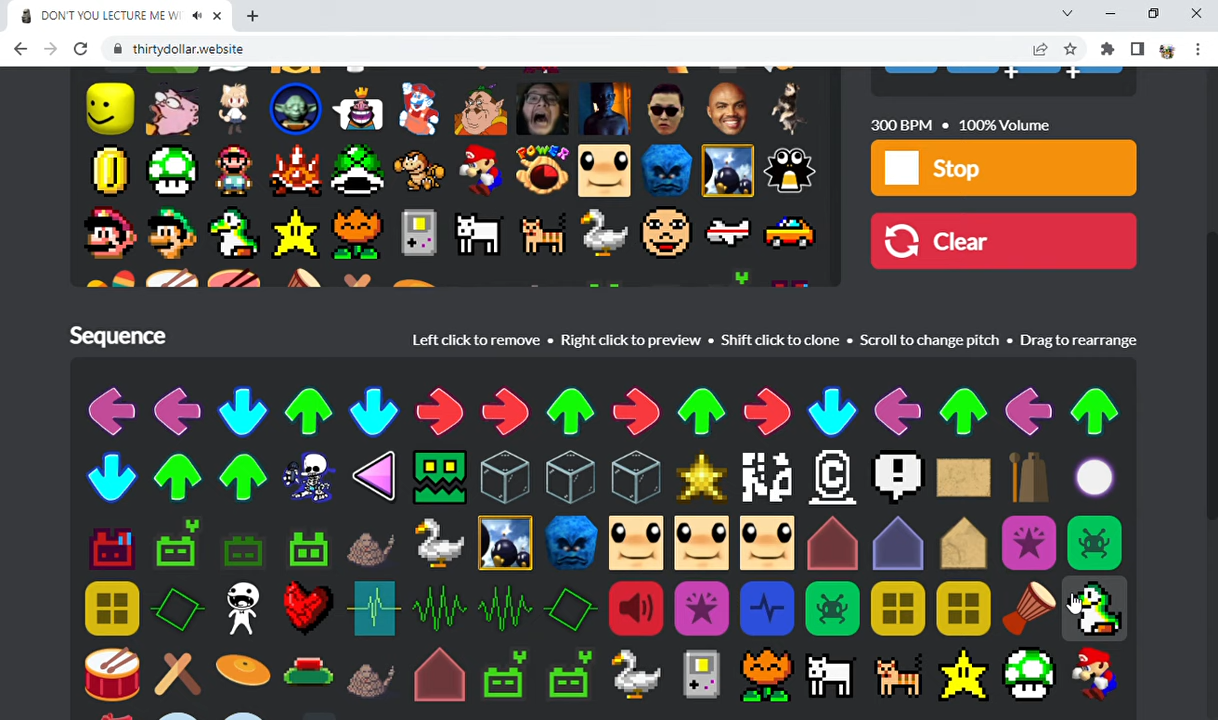 DON'T YOU LECTURE ME WI
thirtydollar.website
POWER
300 BPM • 100% Volume
Stop
Clear
Sequence
Left click to remove • Right click to preview • Shift click to clone • Scroll to change pitch • Drag to rearrange